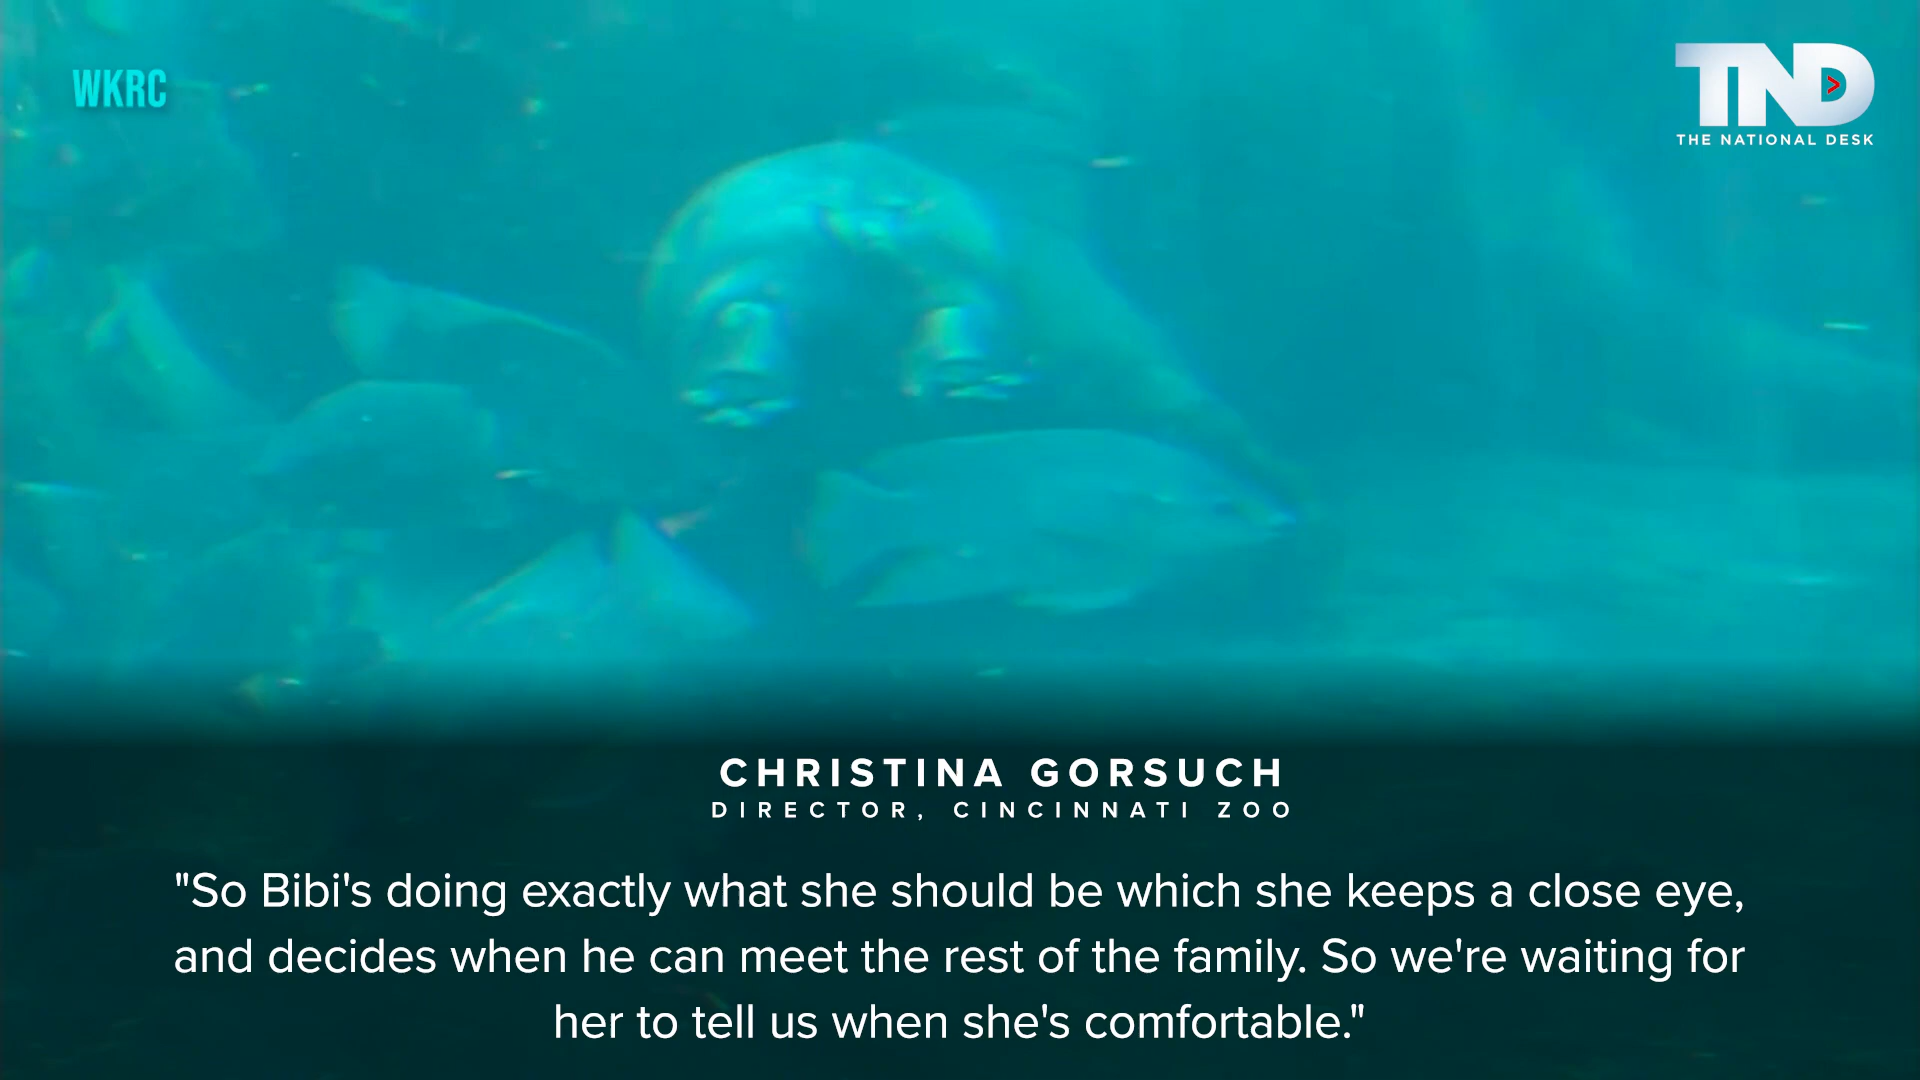 WKRC
TND
THE NATIONAL DESK
CHRISTINA GORSUCH
DIRECTOR, CINCINNATI ZOO
"So Bibi's doing exactly what she should be which she keeps a close eye,
and decides when he can meet the rest of the family. So we're waiting for
her to tell us when she's comfortable."